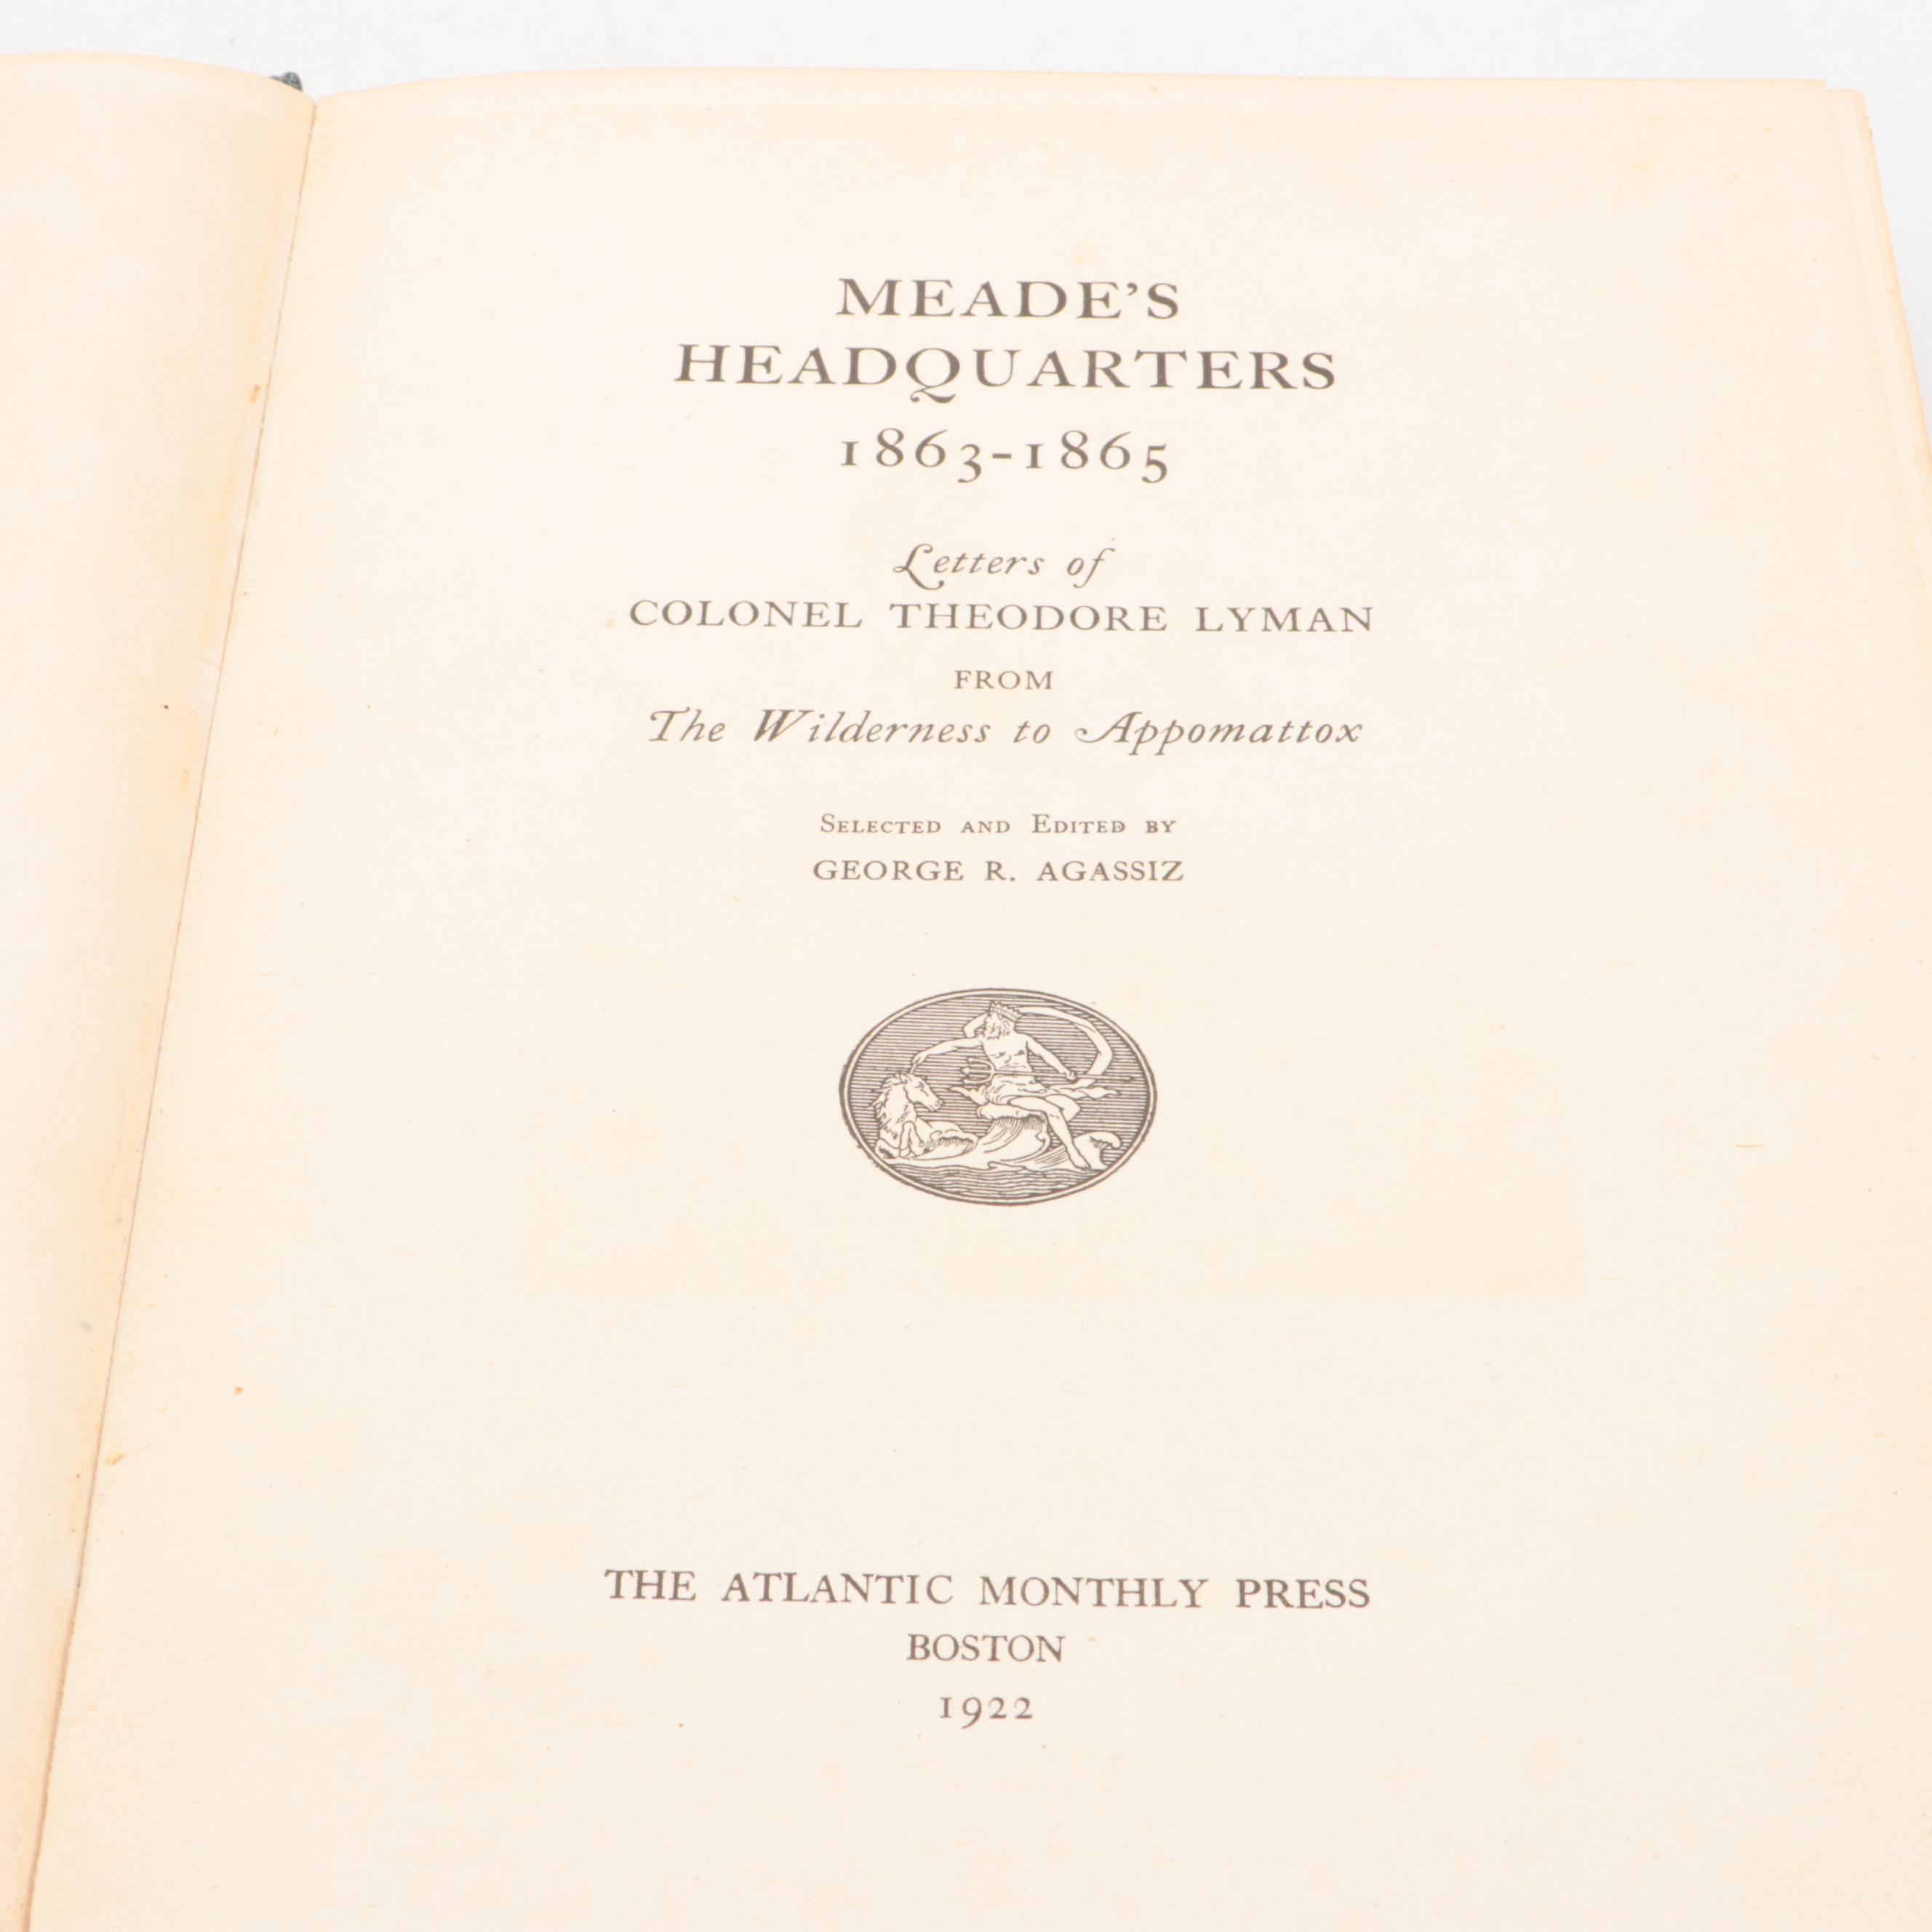 MEADE’S
HEADQUARTERS
1863-1865
Letters of
COLONEL THEODORE LYMAN
FROM
The Wilderness to Appomattox
SELECTED AND EDITED BY
GEORGE R. AGASSIZ
THE ATLANTIC MONTHLY PRESS
BOSTON
1922